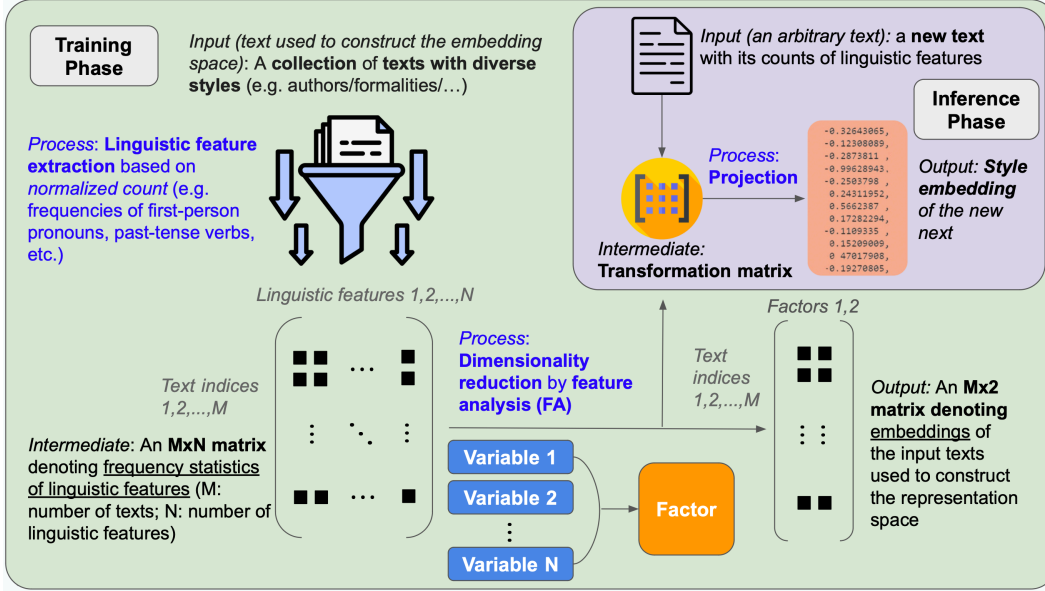 Training
Phase
Input (text used to construct the embedding
space): A collection of texts with diverse
styles (e.g. authors/formalities/…)
Process: Linguistic feature
extraction based on
normalized count (e.g.
frequencies of first-person
pronouns, past-tense verbs,
etc.)
Input (an arbitrary text): a new text
with its counts of linguistic features
Inference
Phase
Process:
Projection
-0.32643065,
-0.12308089,
-0.2873811 ,
-0.99628943.
-0.2503798 ,
0.24311952,
0.5662387 ,
0.17282294,
-0.1109335 ,
0.15209009,
0 47017908,
-0.19270805,
Output: Style
embedding
of the new
next
Intermediate:
Transformation matrix
Linguistic features 1,2,...,N
Text indices
1,2,...,M
Intermediate: An MxN matrix
denoting frequency statistics
of linguistic features (M:
number of texts; N: number of
linguistic features)
Process:
Dimensionality
reduction by feature
analysis (FA)
Variable 1
Variable 2
Variable N
Factor
Factors 1,2
Text
indices
1,2,...,M
Output: An Mx2
matrix denoting
embeddings of
the input texts
used to construct
the representation
space